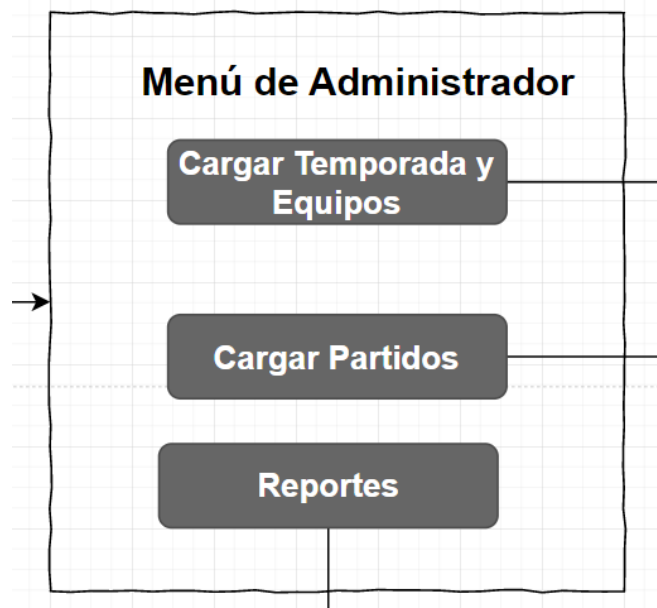 Menú de Administrador
Cargar Temporada y
Equipos
Cargar Partidos
Reportes